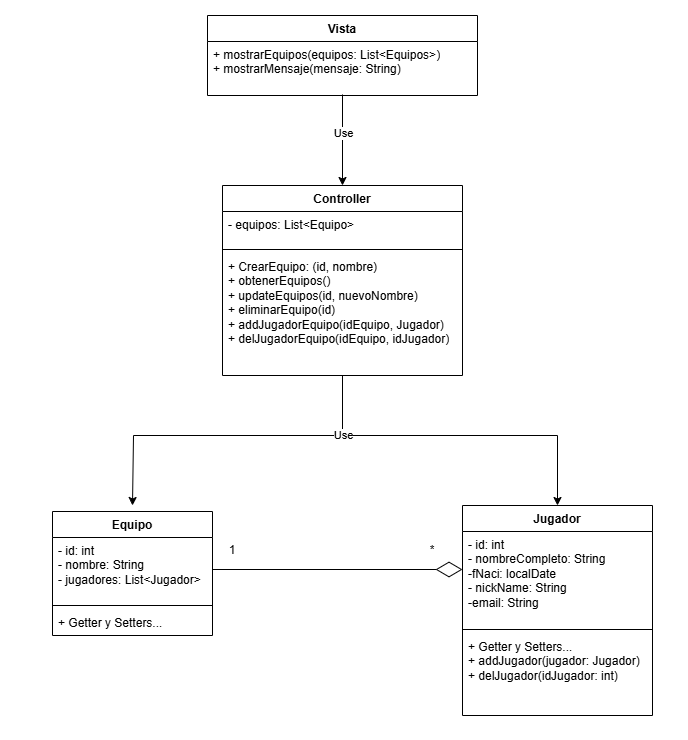 Vista
+ mostrarEquipos(equipos: List<Equipos>)
+ mostrarMensaje(mensaje: String)
Use
Controller
- equipos: List<Equipo>
+ CrearEquipo: (id, nombre)
+ obtenerEquipos()
+ updateEquipos(id, nuevoNombre)
+ eliminarEquipo(id)
+ addJugadorEquipo(idEquipo, Jugador)
+ delJugadorEquipo(idEquipo, idJugador)
Use
Equipo
- id: int
- nombre: String
- jugadores: List<Jugador>
+ Getter y Setters...
1
*
Jugador
- id: int
- nombreCompleto: String
-fNaci: localDate
- nickName: String
-email: String
+ Getter y Setters...
+ addJugador(jugador: Jugador)
+ delJugador(idJugador: int)